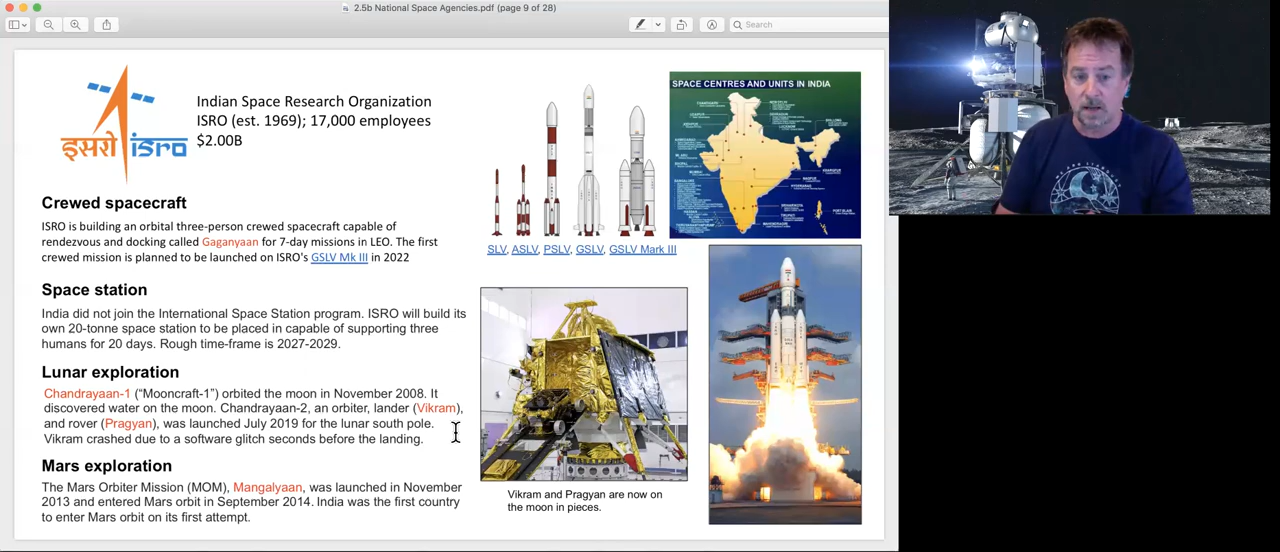 2.5b National Space Agencies.pdf (page 9 of 28)
Search
इसरो isro
Indian Space Research Organization
ISRO (est. 1969); 17,000 employees
$2.00B
Crewed spacecraft
ISRO is building an orbital three-person crewed spacecraft capable of
rendezvous and docking called Gaganyaan for 7-day missions in LEO. The first
crewed mission is planned to be launched on ISRO's GSLV Mk III in 2022
Space station
India did not join the International Space Station program. ISRO will build its
own 20-tonne space station to be placed in capable of supporting three
humans for 20 days. Rough time-frame is 2027-2029.
Lunar exploration
Chandrayaan-1 (“Mooncraft-1”) orbited the moon in November 2008. It
discovered water on the moon. Chandrayaan-2, an orbiter, lander (Vikram),
and rover (Pragyan), was launched July 2019 for the lunar south pole.
Vikram crashed due to a software glitch seconds before the landing.
Mars exploration
The Mars Orbiter Mission (MOM), Mangalyaan, was launched in November
2013 and entered Mars orbit in September 2014. India was the first country
to enter Mars orbit on its first attempt.
SLV, ASLV, PSLV, GSLV, GSLV Mark III
SPACE CENTRES AND UNITS IN INDIA
Vikram and Pragyan are now on
the moon in pieces.